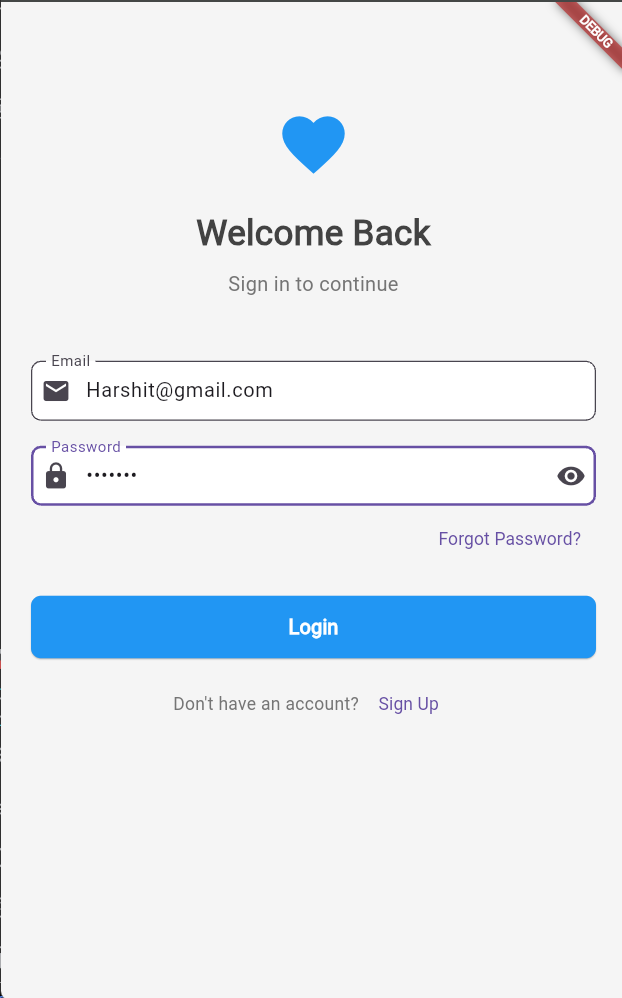 DEBUG
Welcome Back
Sign in to continue
Email
Harshit@gmail.com
Password
•••••••
Forgot Password?
Login
Don't have an account? Sign Up